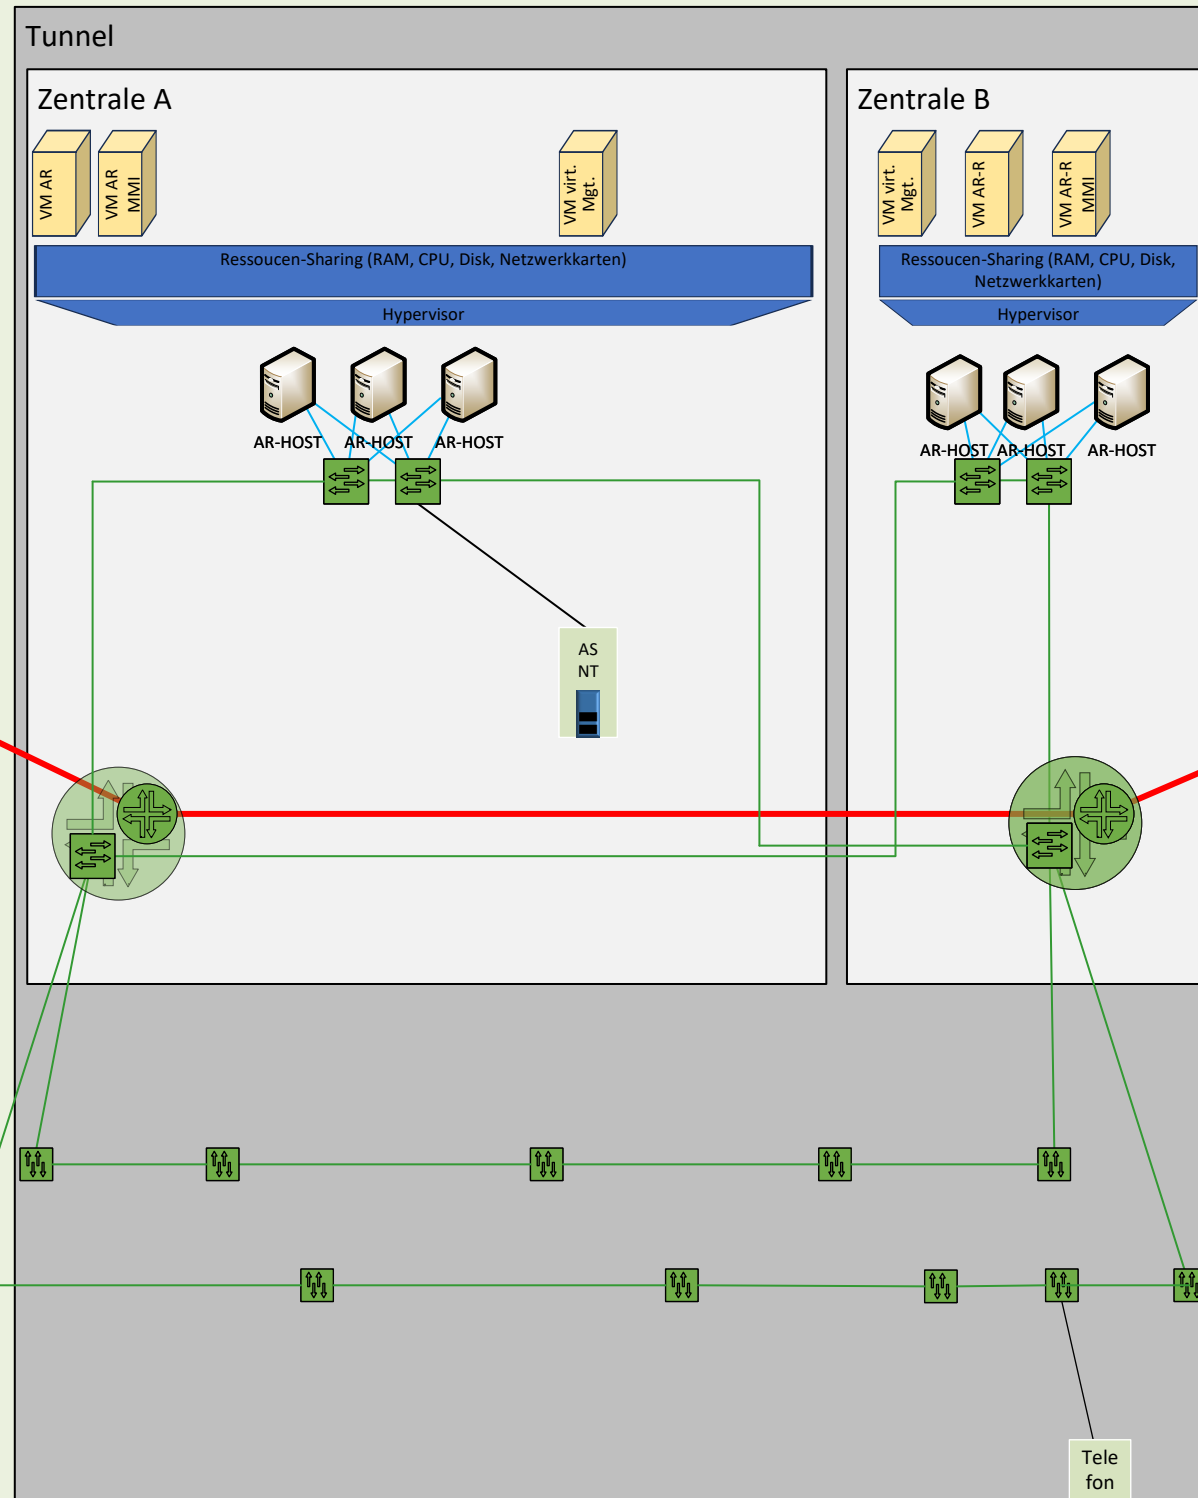 Tunnel
Zentrale A
Zentrale B
VM AR
VM AR
MMI
VM virt.
Mgt.
VM virt.
Mgt.
VM AR-R
VM AR-R
MMI
Ressoucen-Sharing (RAM, CPU, Disk, Netzwerkkarten)
Ressoucen-Sharing (RAM, CPU, Disk,
Netzwerkkarten)
Hypervisor
Hypervisor
AR-HOST
AR-HOST
AR-HOST
AR-HOST
AR-HOST
AR-HOST
AS
NT
Tele
fon